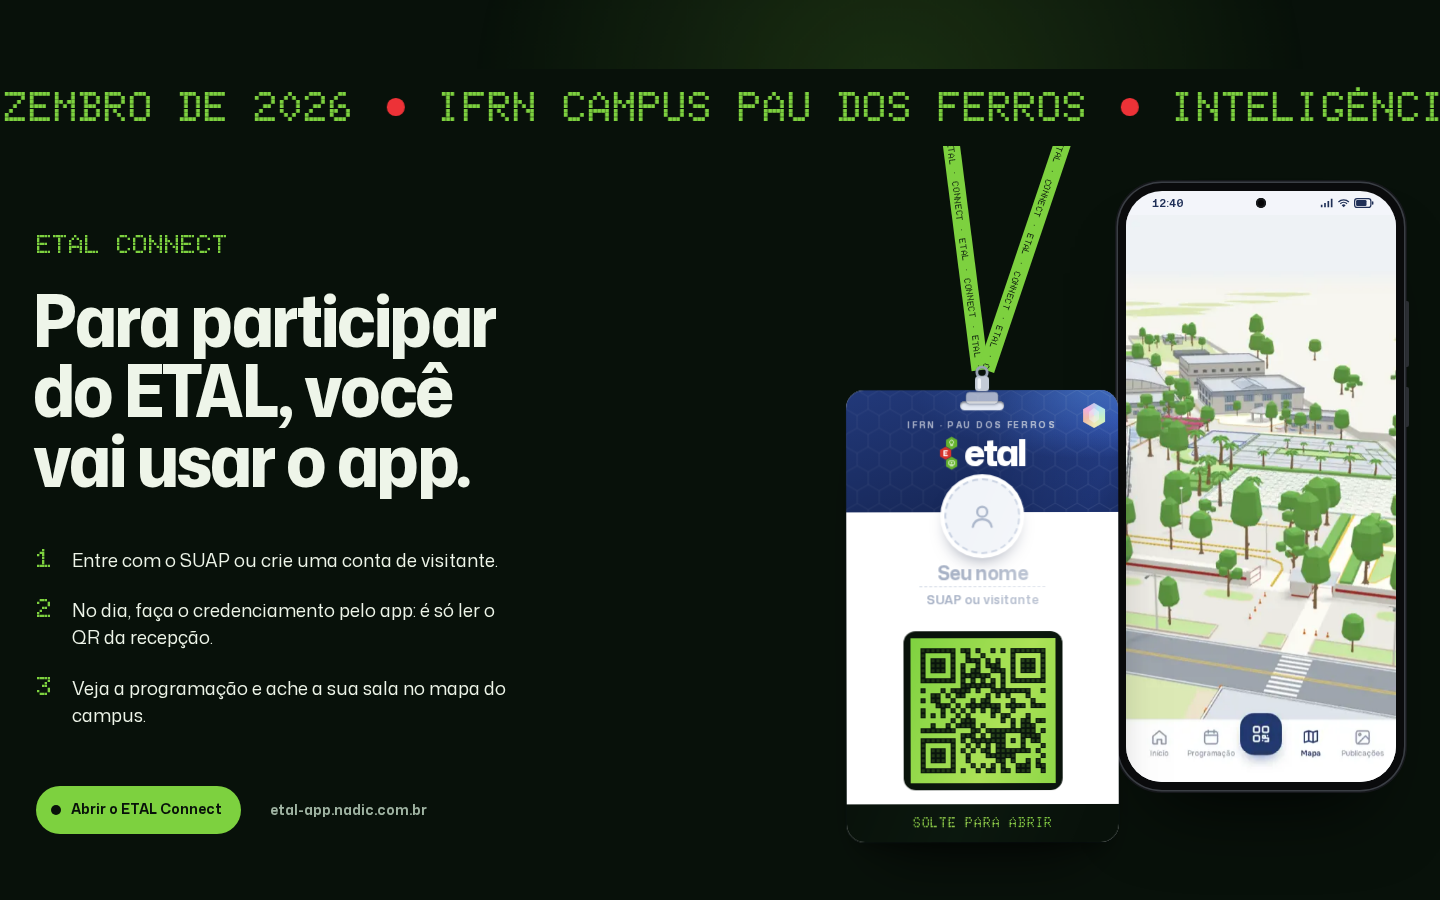 ZEMBRO DE 2026 ● IFRN CAMPUS PAU DOS FERROS ● INTELIGÊNCI
ETAL CONNECT
Para participar
do ETAL, você
vai usar o app.
1 Entre com o SUAP ou crie uma conta de visitante.
2 No dia, faça o credenciamento pelo app: é só ler o
QR da recepção.
3 Veja a programação e ache a sua sala no mapa do
campus.
Abrir o ETAL Connect
etal-app.nadic.com.br
TAL · CONNECT · ETAL · CONNECT · ETAL
TAL · CONNECT · ETAL · CONNECT · ETAL · C
IFRN · PAU DOS FERROS
E etal
Seu nome
SUAP ou visitante
SOLTE PARA ABRIR
12:40
Início
Programação
Mapa
Publicações